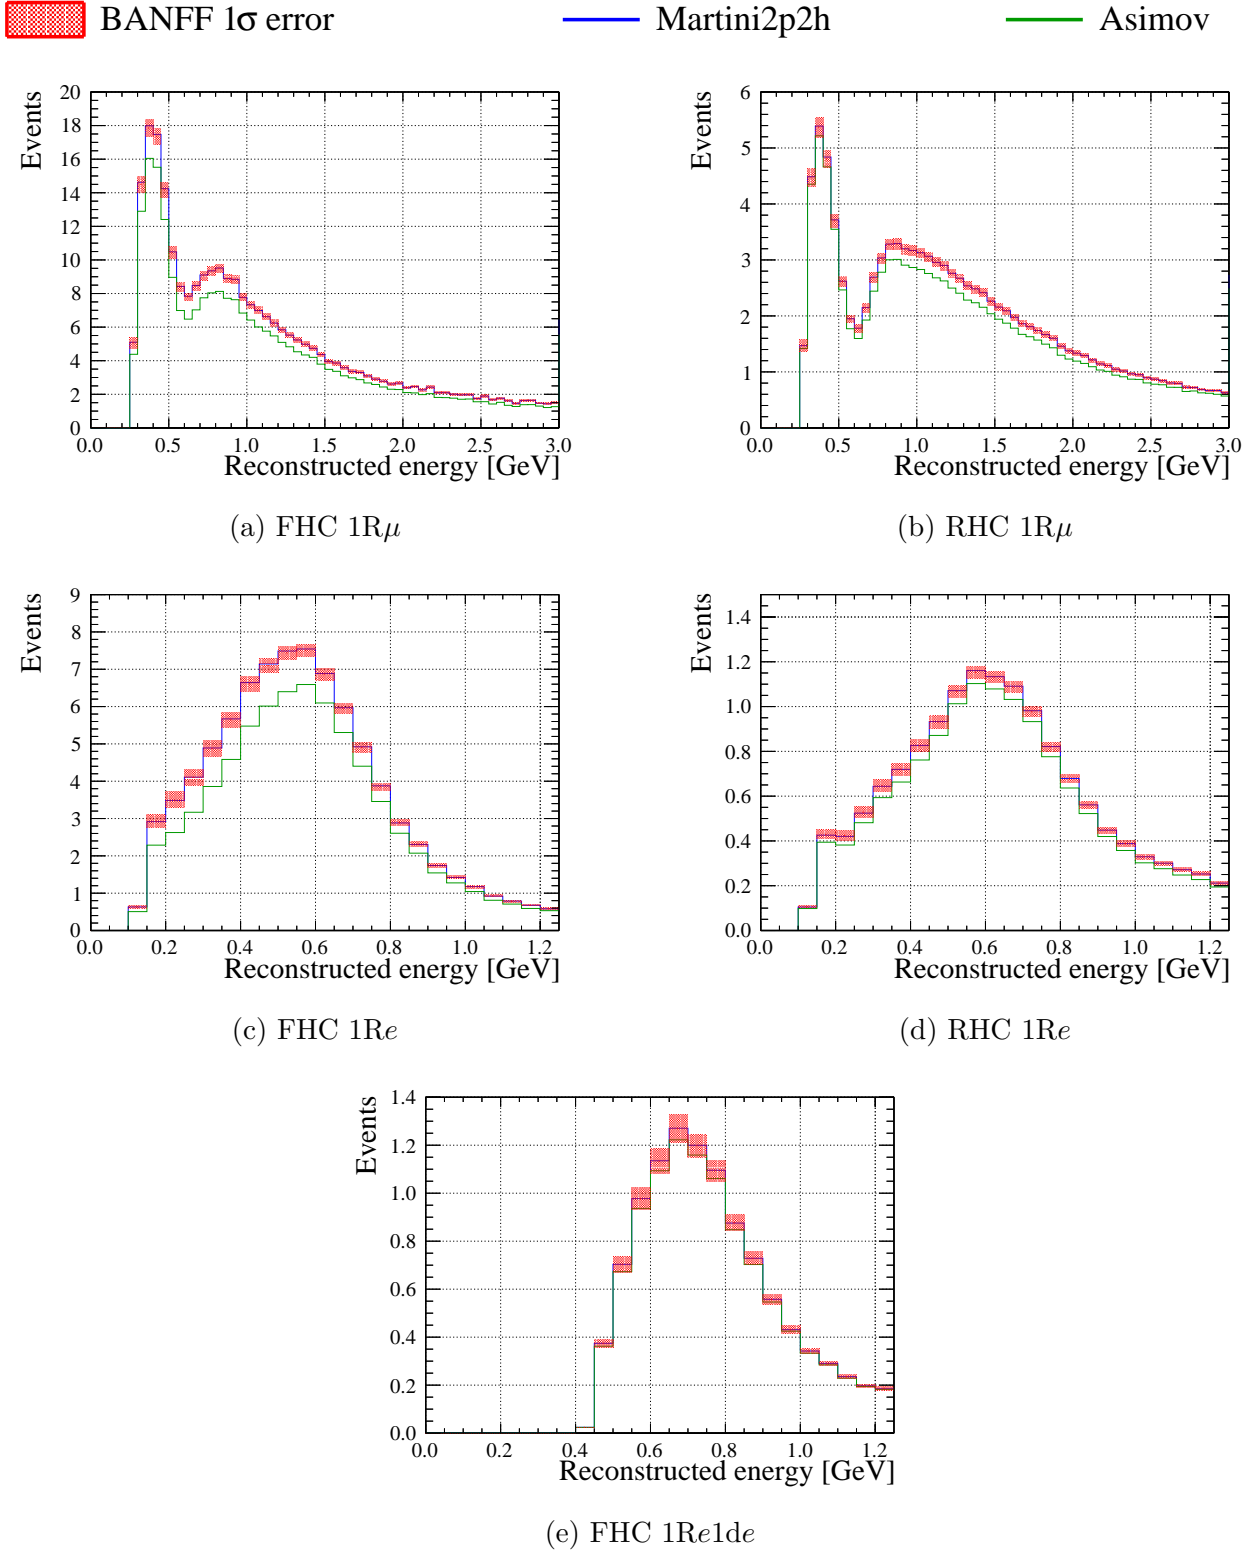 BANFF 1σ error Martini2p2h Asimov
Events
20
18
16
14
12
10
8
6
4
2
0
0.0 0.5 1.0 1.5 2.0 2.5 3.0
Reconstructed energy [GeV]
(a) FHC 1Rμ
Events
6
5
4
3
2
1
0
0.0 0.5 1.0 1.5 2.0 2.5 3.0
Reconstructed energy [GeV]
(b) RHC 1Rμ
Events
9
8
7
6
5
4
3
2
1
0
0.0 0.2 0.4 0.6 0.8 1.0 1.2
Reconstructed energy [GeV]
(c) FHC 1Re
Events
1.4
1.2
1.0
0.8
0.6
0.4
0.2
0.0
0.0 0.2 0.4 0.6 0.8 1.0 1.2
Reconstructed energy [GeV]
(d) RHC 1Re
Events
1.4
1.2
1.0
0.8
0.6
0.4
0.2
0.0
0.0 0.2 0.4 0.6 0.8 1.0 1.2
Reconstructed energy [GeV]
(e) FHC 1Re1de